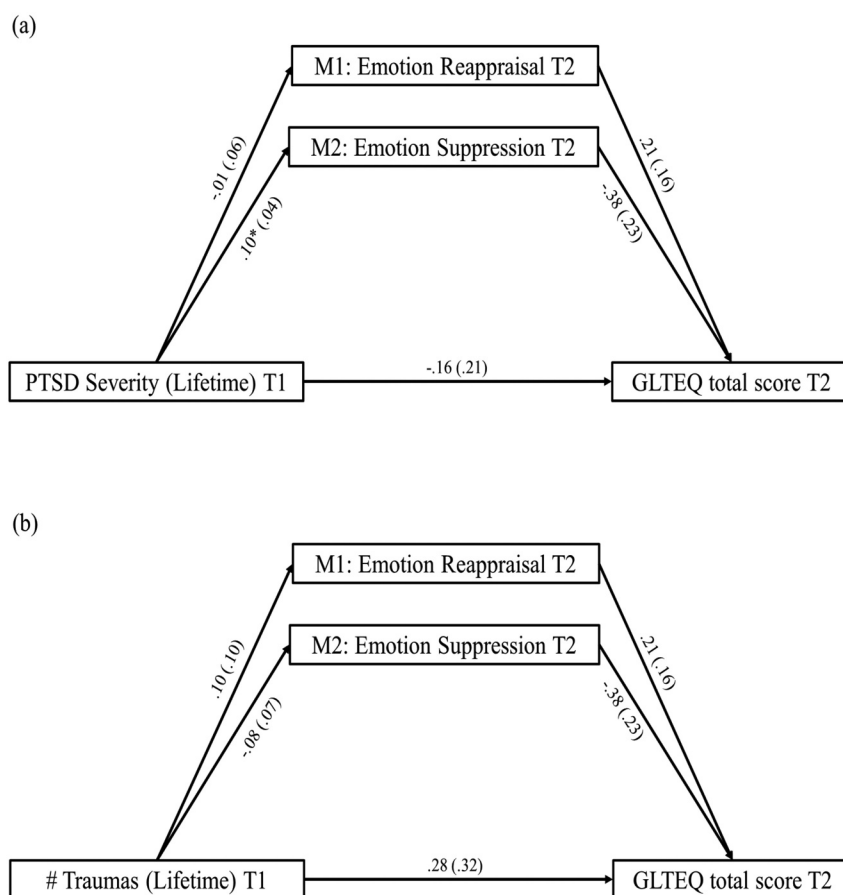 (a)
M1: Emotion Reappraisal T2
M2: Emotion Suppression T2
-.01 (.06)
.10* (.04)
.21 (.16)
-.38 (.23)
-.16 (.21)
PTSD Severity (Lifetime) T1
GLTEQ total score T2
(b)
M1: Emotion Reappraisal T2
M2: Emotion Suppression T2
.10 (.10)
-.08 (.07)
.21 (.16)
-.38 (.23)
.28 (.32)
# Traumas (Lifetime) T1
GLTEQ total score T2